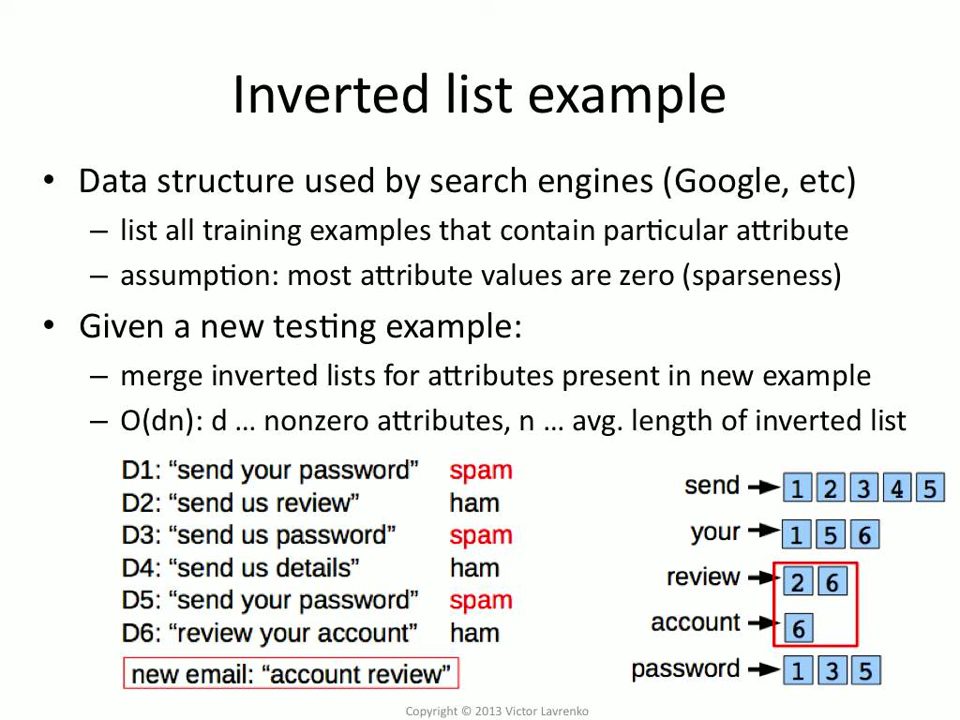 Inverted list example
• Data structure used by search engines (Google, etc)
– list all training examples that contain particular attribute
– assumption: most attribute values are zero (sparseness)
• Given a new testing example:
– merge inverted lists for attributes present in new example
– O(dn): d … nonzero attributes, n … avg. length of inverted list
D1: “send your password” spam
D2: “send us review” ham
D3: “send us password” spam
D4: “send us details” ham
D5: “send your password” spam
D6: “review your account” ham
new email: “account review”
send 1 2 3 4 5
your 1 5 6
review 2 6
account 6
password 1 3 5
Copyright © 2013 Victor Lavrenko